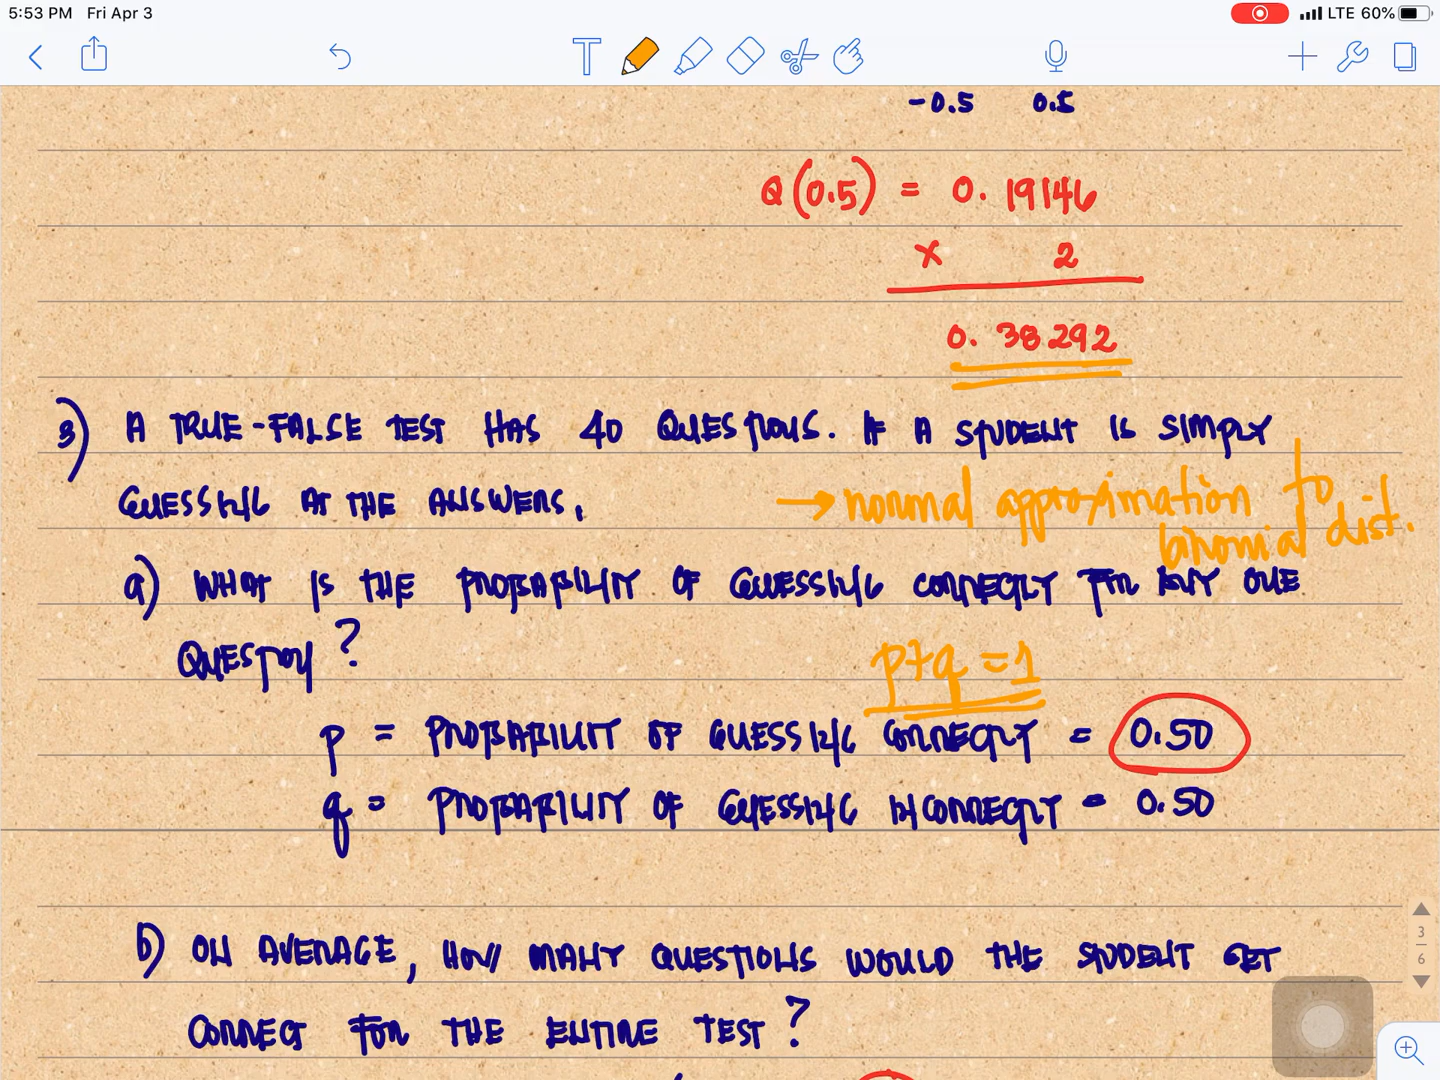 5:53 PM Fri Apr 3
LTE 60%
T
-0.5 0.5
Q(0.5) = 0.19146
x 2
0.38292
3) A TRUE-FALSE TEST HAS 40 QUESTIONS. IF A STUDENT IS SIMPLY
GUESSING AT THE ANSWERS,
→ normal approximation to
binomial dist.
a) WHAT IS THE PROBABILITY OF GUESSING CORRECTLY FOR ANY ONE
QUESTION?
p+q=1
p = PROBABILITY OF GUESSING CORRECTLY = 0.50
q = PROBABILITY OF GUESSING INCORRECTLY = 0.50
b) ON AVERAGE, HOW MANY QUESTIONS WOULD THE STUDENT GET
CORRECT FOR THE ENTIRE TEST?
3
6